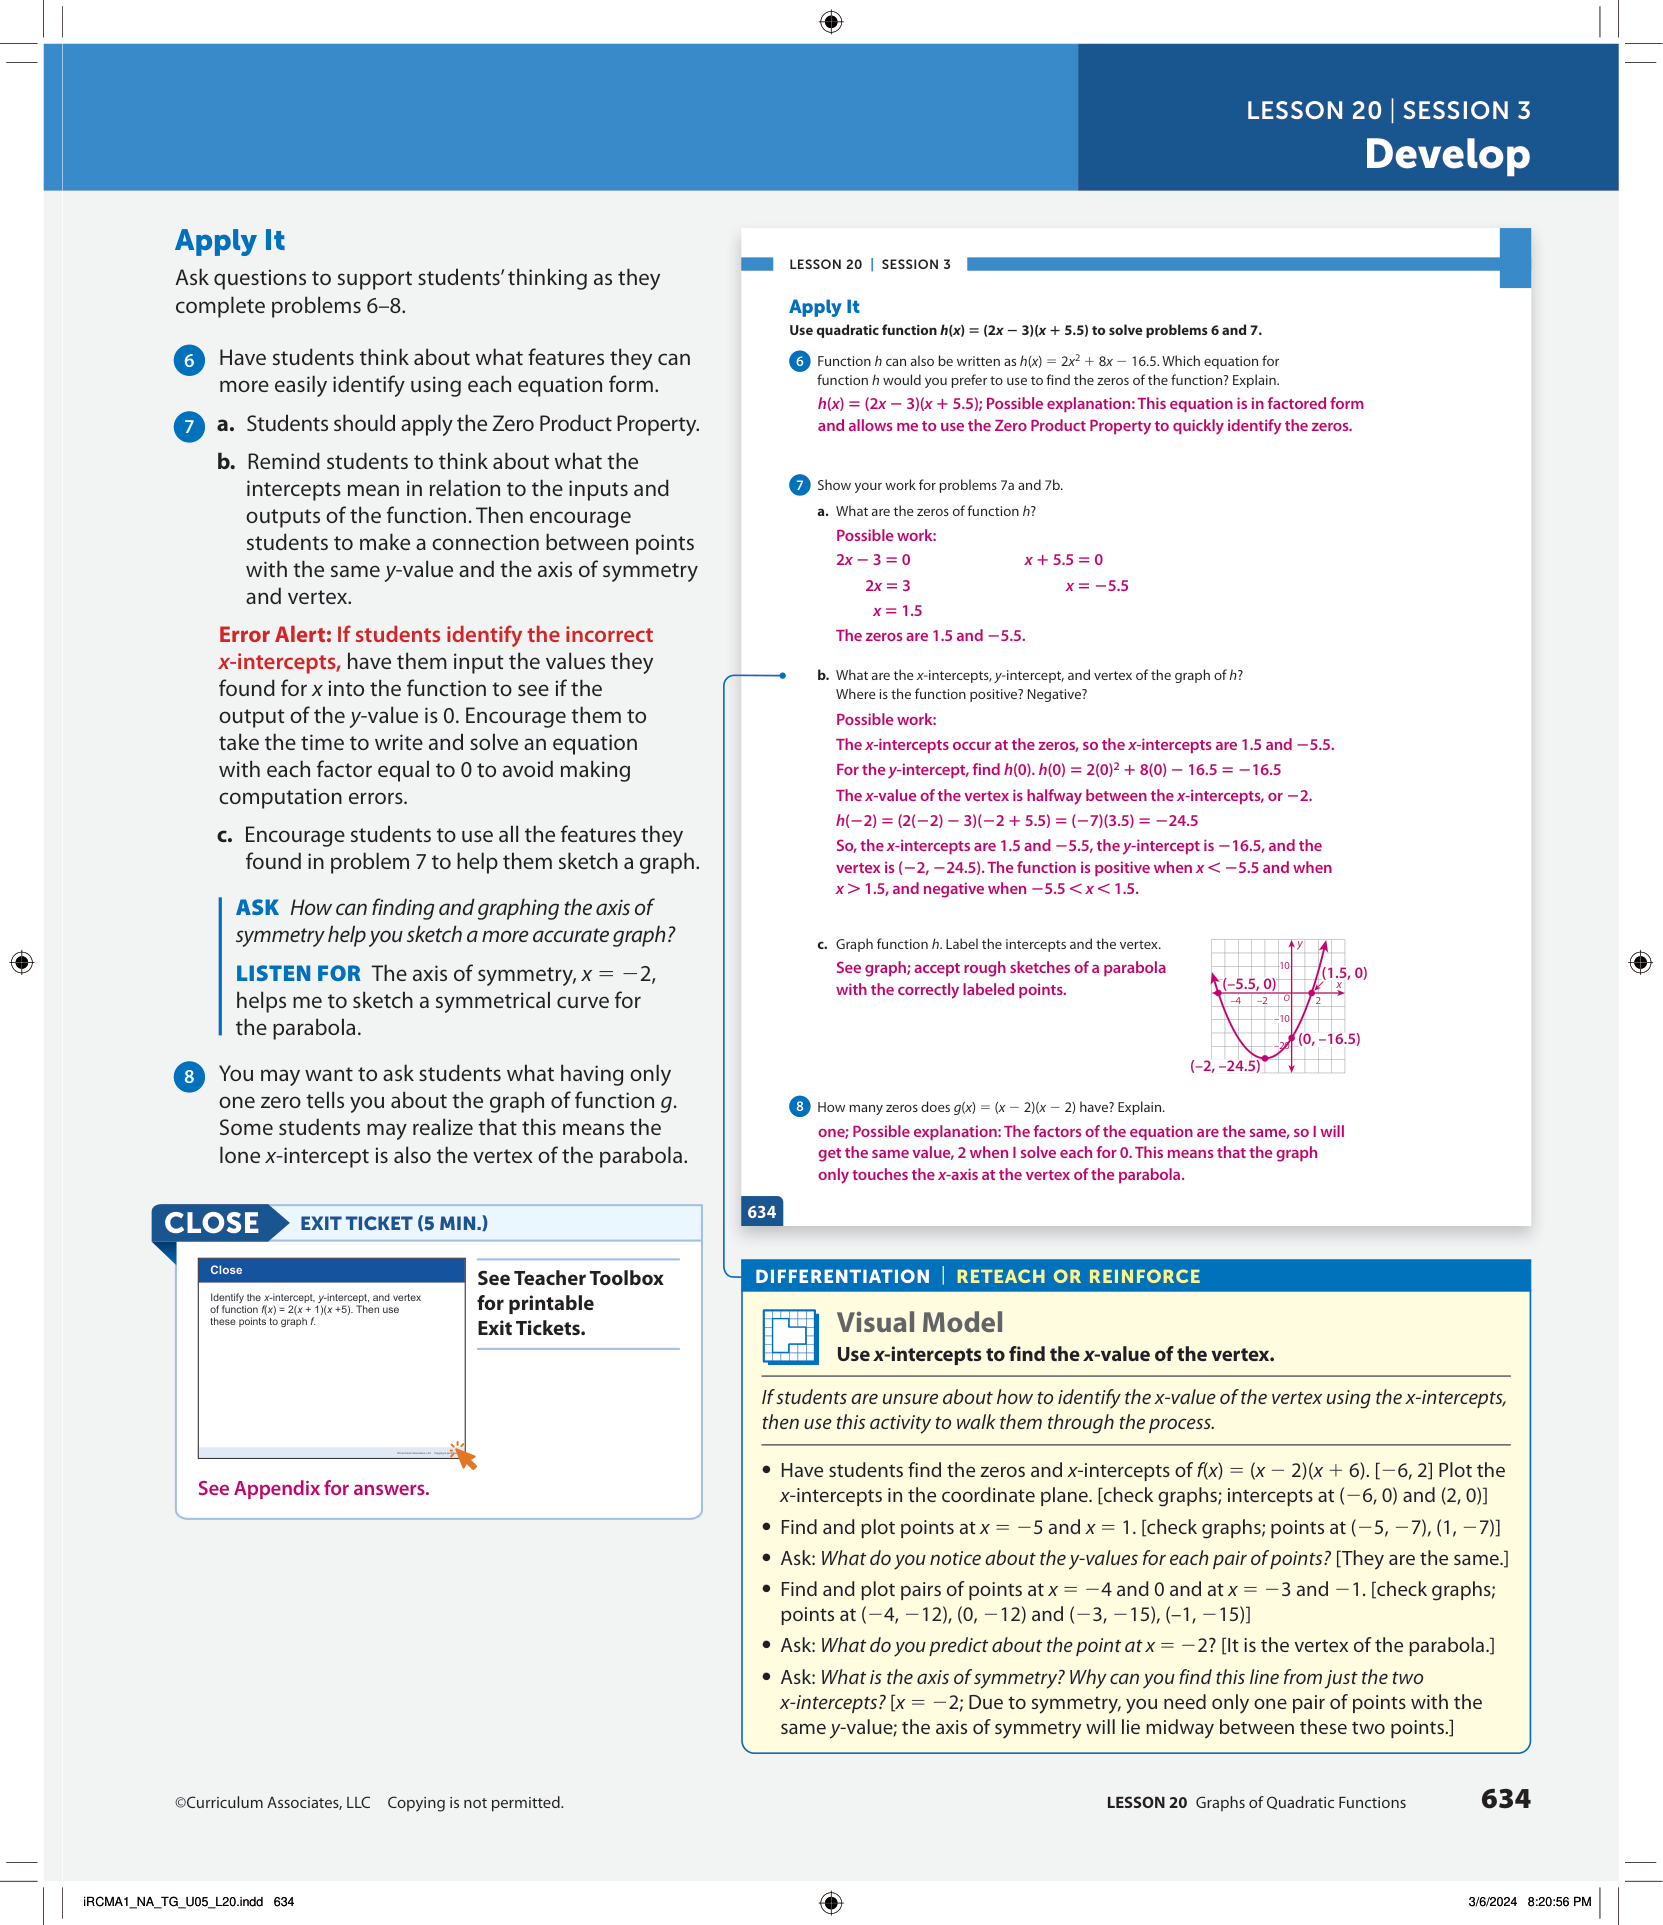 LESSON 20 | SESSION 3
Develop
Apply It
Ask questions to support students’ thinking as they
complete problems 6–8.
6 Have students think about what features they can
more easily identify using each equation form.
7 a. Students should apply the Zero Product Property.
b. Remind students to think about what the
intercepts mean in relation to the inputs and
outputs of the function. Then encourage
students to make a connection between points
with the same y-value and the axis of symmetry
and vertex.
Error Alert: If students identify the incorrect
x-intercepts, have them input the values they
found for x into the function to see if the
output of the y-value is 0. Encourage them to
take the time to write and solve an equation
with each factor equal to 0 to avoid making
computation errors.
c. Encourage students to use all the features they
found in problem 7 to help them sketch a graph.
ASK How can finding and graphing the axis of
symmetry help you sketch a more accurate graph?
LISTEN FOR The axis of symmetry, x = −2,
helps me to sketch a symmetrical curve for
the parabola.
8 You may want to ask students what having only
one zero tells you about the graph of function g.
Some students may realize that this means the
lone x-intercept is also the vertex of the parabola.
CLOSE EXIT TICKET (5 MIN.)
Close
Identify the x-intercept, y-intercept, and vertex
of function f(x) = 2(x + 1)(x +5). Then use
these points to graph f.
See Teacher Toolbox
for printable
Exit Tickets.
See Appendix for answers.
LESSON 20 | SESSION 3
Apply It
Use quadratic function h(x) = (2x − 3)(x + 5.5) to solve problems 6 and 7.
6 Function h can also be written as h(x) = 2x² + 8x − 16.5. Which equation for
function h would you prefer to use to find the zeros of the function? Explain.
h(x) = (2x − 3)(x + 5.5); Possible explanation: This equation is in factored form
and allows me to use the Zero Product Property to quickly identify the zeros.
7 Show your work for problems 7a and 7b.
a. What are the zeros of function h?
Possible work:
2x − 3 = 0 x + 5.5 = 0
2x = 3 x = −5.5
x = 1.5
The zeros are 1.5 and −5.5.
b. What are the x-intercepts, y-intercept, and vertex of the graph of h?
Where is the function positive? Negative?
Possible work:
The x-intercepts occur at the zeros, so the x-intercepts are 1.5 and −5.5.
For the y-intercept, find h(0). h(0) = 2(0)² + 8(0) − 16.5 = −16.5
The x-value of the vertex is halfway between the x-intercepts, or −2.
h(−2) = (2(−2) − 3)(−2 + 5.5) = (−7)(3.5) = −24.5
So, the x-intercepts are 1.5 and −5.5, the y-intercept is −16.5, and the
vertex is (−2, −24.5). The function is positive when x < −5.5 and when
x > 1.5, and negative when −5.5 < x < 1.5.
c. Graph function h. Label the intercepts and the vertex.
See graph; accept rough sketches of a parabola
with the correctly labeled points.
y
10
(1.5, 0)
(–5.5, 0)
x
–4 –2 O 2
–10
(0, –16.5)
–20
(–2, –24.5)
8 How many zeros does g(x) = (x − 2)(x − 2) have? Explain.
one; Possible explanation: The factors of the equation are the same, so I will
get the same value, 2 when I solve each for 0. This means that the graph
only touches the x-axis at the vertex of the parabola.
634
DIFFERENTIATION | RETEACH OR REINFORCE
Visual Model
Use x-intercepts to find the x-value of the vertex.
If students are unsure about how to identify the x-value of the vertex using the x-intercepts,
then use this activity to walk them through the process.
• Have students find the zeros and x-intercepts of f(x) = (x − 2)(x + 6). [−6, 2] Plot the
x-intercepts in the coordinate plane. [check graphs; intercepts at (−6, 0) and (2, 0)]
• Find and plot points at x = −5 and x = 1. [check graphs; points at (−5, −7), (1, −7)]
• Ask: What do you notice about the y-values for each pair of points? [They are the same.]
• Find and plot pairs of points at x = −4 and 0 and at x = −3 and −1. [check graphs;
points at (−4, −12), (0, −12) and (−3, −15), (–1, −15)]
• Ask: What do you predict about the point at x = −2? [It is the vertex of the parabola.]
• Ask: What is the axis of symmetry? Why can you find this line from just the two
x-intercepts? [x = −2; Due to symmetry, you need only one pair of points with the
same y-value; the axis of symmetry will lie midway between these two points.]
©Curriculum Associates, LLC Copying is not permitted.
LESSON 20 Graphs of Quadratic Functions 634
iRCMA1_NA_TG_U05_L20.indd 634
3/6/2024 8:20:56 PM